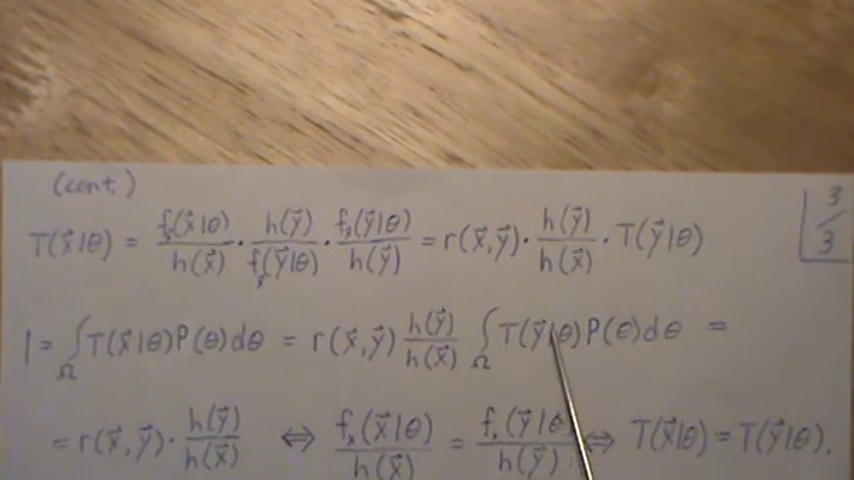 (cont)
T(x⃗|θ) = f_x(x⃗|θ)/h(x⃗) · h(y⃗)/f_x(y⃗|θ) · f_x(y⃗|θ)/h(y⃗) = r(x⃗,y⃗) · h(y⃗)/h(x⃗) · T(y⃗|θ)
3/3
1 = ∫_Ω T(x⃗|θ)P(θ)dθ = r(x⃗,y⃗) h(y⃗)/h(x⃗) ∫_Ω T(y⃗|θ)P(θ)dθ =
= r(x⃗,y⃗) · h(y⃗)/h(x⃗) ⇔ f_x(x⃗|θ)/h(x⃗) = f_x(y⃗|θ)/h(y⃗) ⇔ T(x⃗|θ) = T(y⃗|θ).